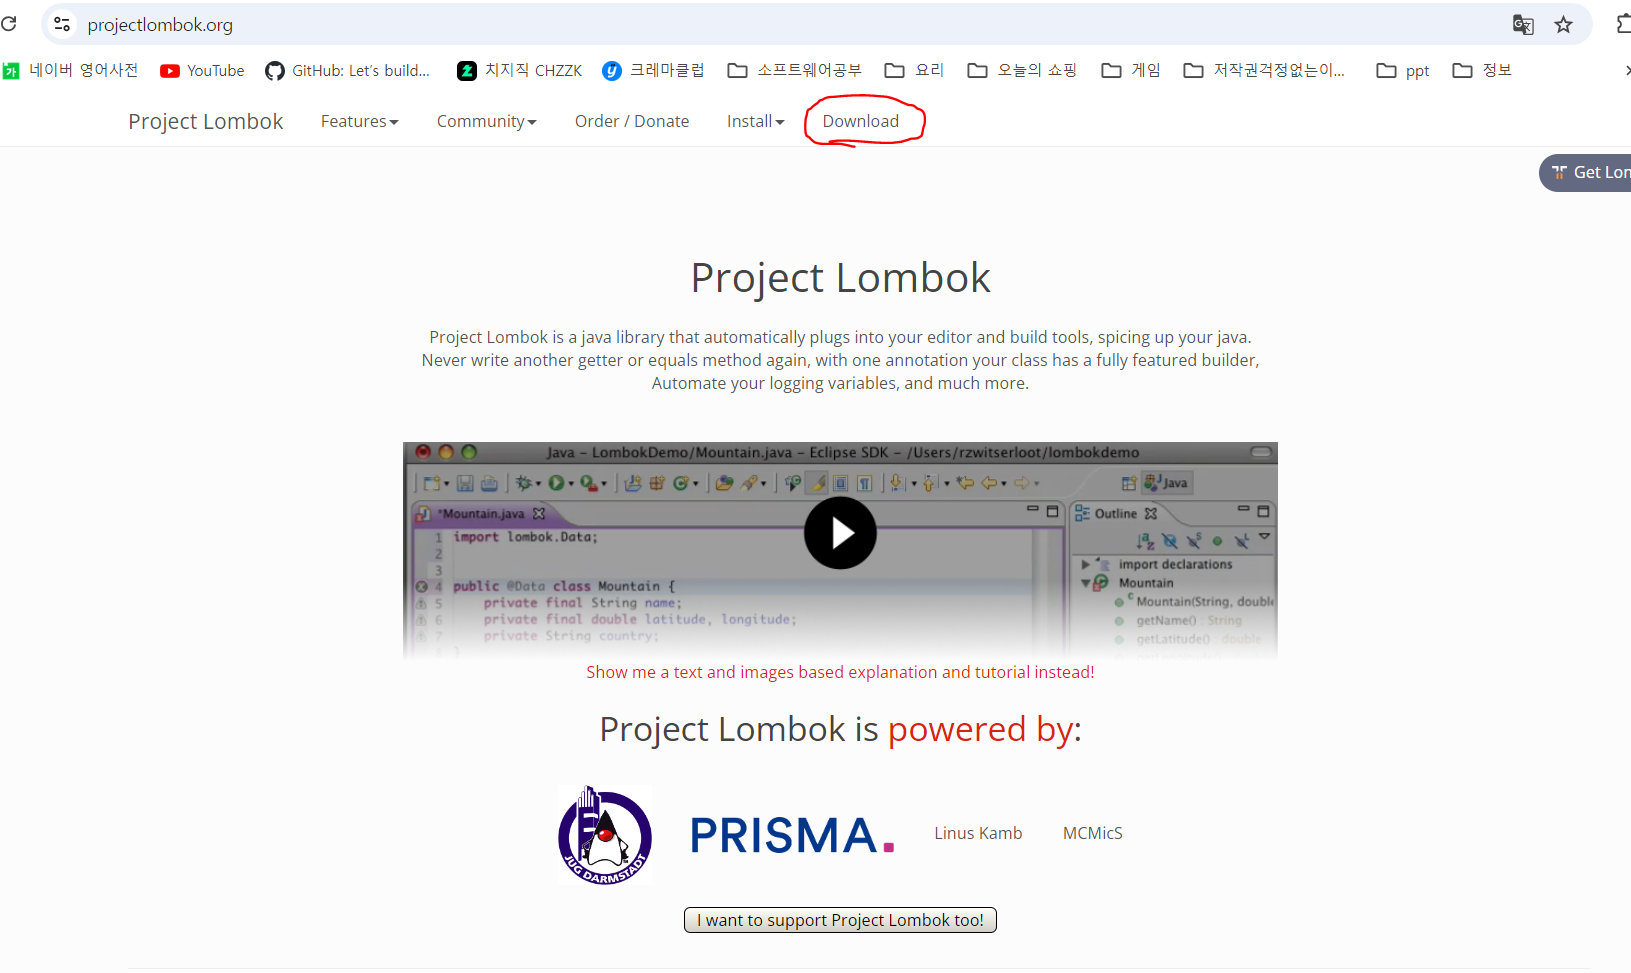 projectlombok.org
네이버 영어사전 YouTube GitHub: Let's build... 치지직 CHZZK 크레마클럽 소프트웨어공부 요리 오늘의 쇼핑 게임 저작권걱정없는이... ppt 정보
Project Lombok Features Community Order / Donate Install Download
Get Lom
Project Lombok
Project Lombok is a java library that automatically plugs into your editor and build tools, spicing up your java.
Never write another getter or equals method again, with one annotation your class has a fully featured builder,
Automate your logging variables, and much more.
Java – LombokDemo/Mountain.java – Eclipse SDK – /Users/rzwitserloot/lombokdemo
Java
*Mountain.java Outline
1 import lombok.Data;
2
3 import declarations
4 public @Data class Mountain { Mountain
5 private final String name; Mountain(String, double
6 private final double latitude, longitude; getName() : String
7 private String country; getLatitude() : double
Show me a text and images based explanation and tutorial instead!
Project Lombok is powered by:
JUG DARMSTADT
PRISMA.
Linus Kamb MCMicS
I want to support Project Lombok too!